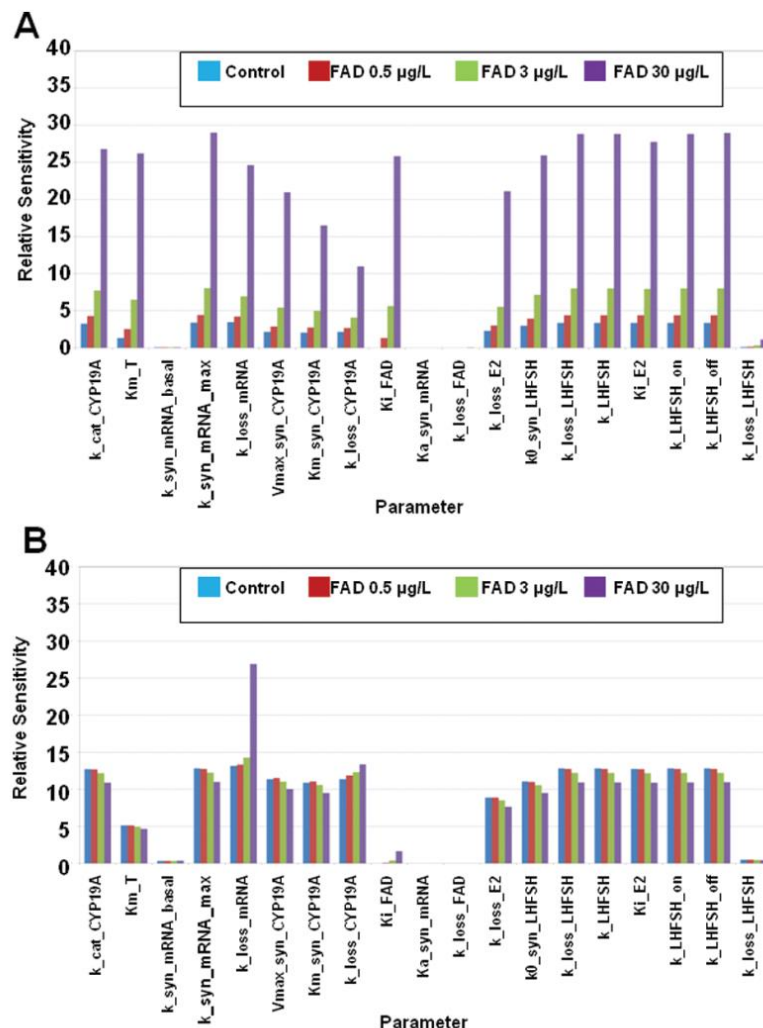 A
40
35
30
25
20
15
10
5
0
Relative Sensitivity
Control FAD 0.5 µg/L FAD 3 µg/L FAD 30 µg/L
k_cat_CYP19A
Km_T
k_syn_mRNA_basal
k_syn_mRNA_max
k_loss_mRNA
Vmax_syn_CYP19A
Km_syn_CYP19A
k_loss_CYP19A
Ki_FAD
Ka_syn_mRNA
k_loss_FAD
k_loss_E2
k0_syn_LHFSH
k_loss_LHFSH
k_LHFSH
Ki_E2
k_LHFSH_on
k_LHFSH_off
k_loss_LHFSH
Parameter
B
40
35
30
25
20
15
10
5
0
Relative Sensitivity
Control FAD 0.5 µg/L FAD 3 µg/L FAD 30 µg/L
k_cat_CYP19A
Km_T
k_syn_mRNA_basal
k_syn_mRNA_max
k_loss_mRNA
Vmax_syn_CYP19A
Km_syn_CYP19A
k_loss_CYP19A
Ki_FAD
Ka_syn_mRNA
k_loss_FAD
k_loss_E2
k0_syn_LHFSH
k_loss_LHFSH
k_LHFSH
Ki_E2
k_LHFSH_on
k_LHFSH_off
k_loss_LHFSH
Parameter